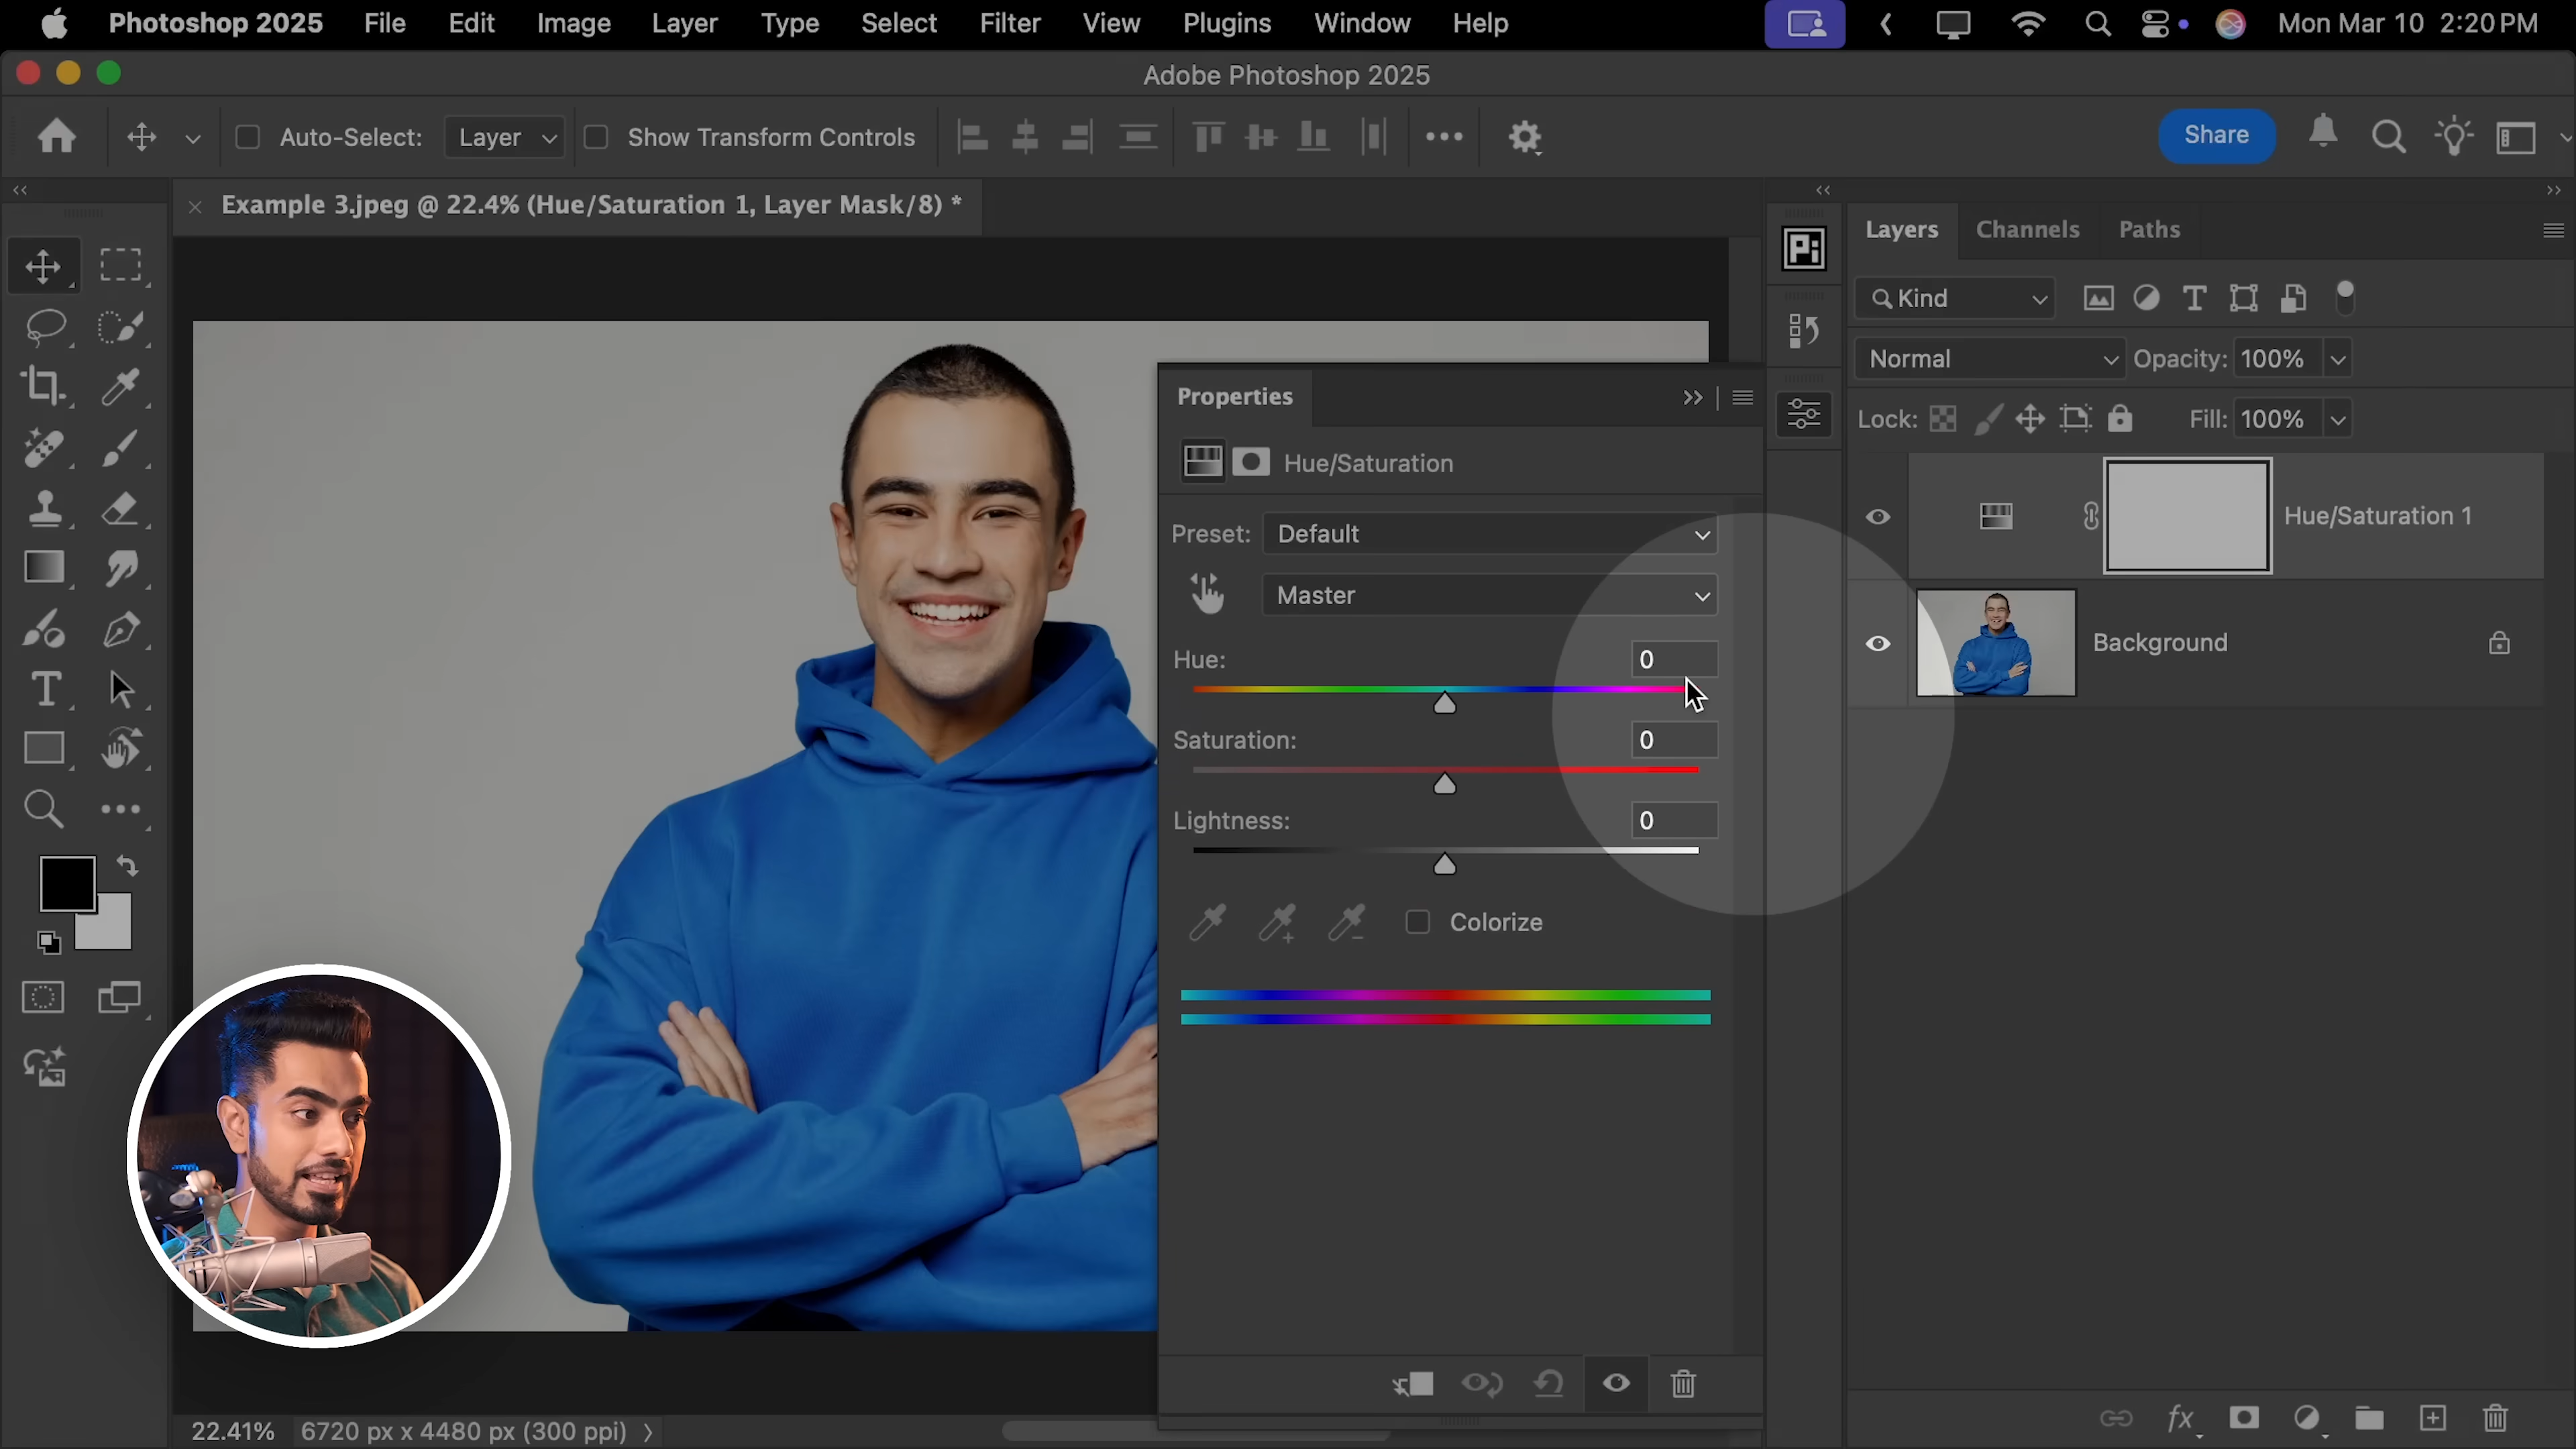 Photoshop 2025 File Edit Image Layer Type Select Filter View Plugins Window Help Mon Mar 10 2:20 PM
Adobe Photoshop 2025
Auto-Select: Layer Show Transform Controls Share
Example 3.jpeg @ 22.4% (Hue/Saturation 1, Layer Mask/8) *
Layers Channels Paths
Kind
Normal Opacity: 100%
Lock: Fill: 100%
Hue/Saturation 1
Background
Properties
Hue/Saturation
Preset: Default
Master
Hue: 0
Saturation: 0
Lightness: 0
Colorize
22.41% 6720 px x 4480 px (300 ppi)